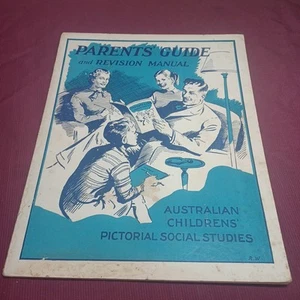 PARENTS' GUIDE
and REVISION MANUAL
AUSTRALIAN
CHILDRENS'
PICTORIAL SOCIAL STUDIES